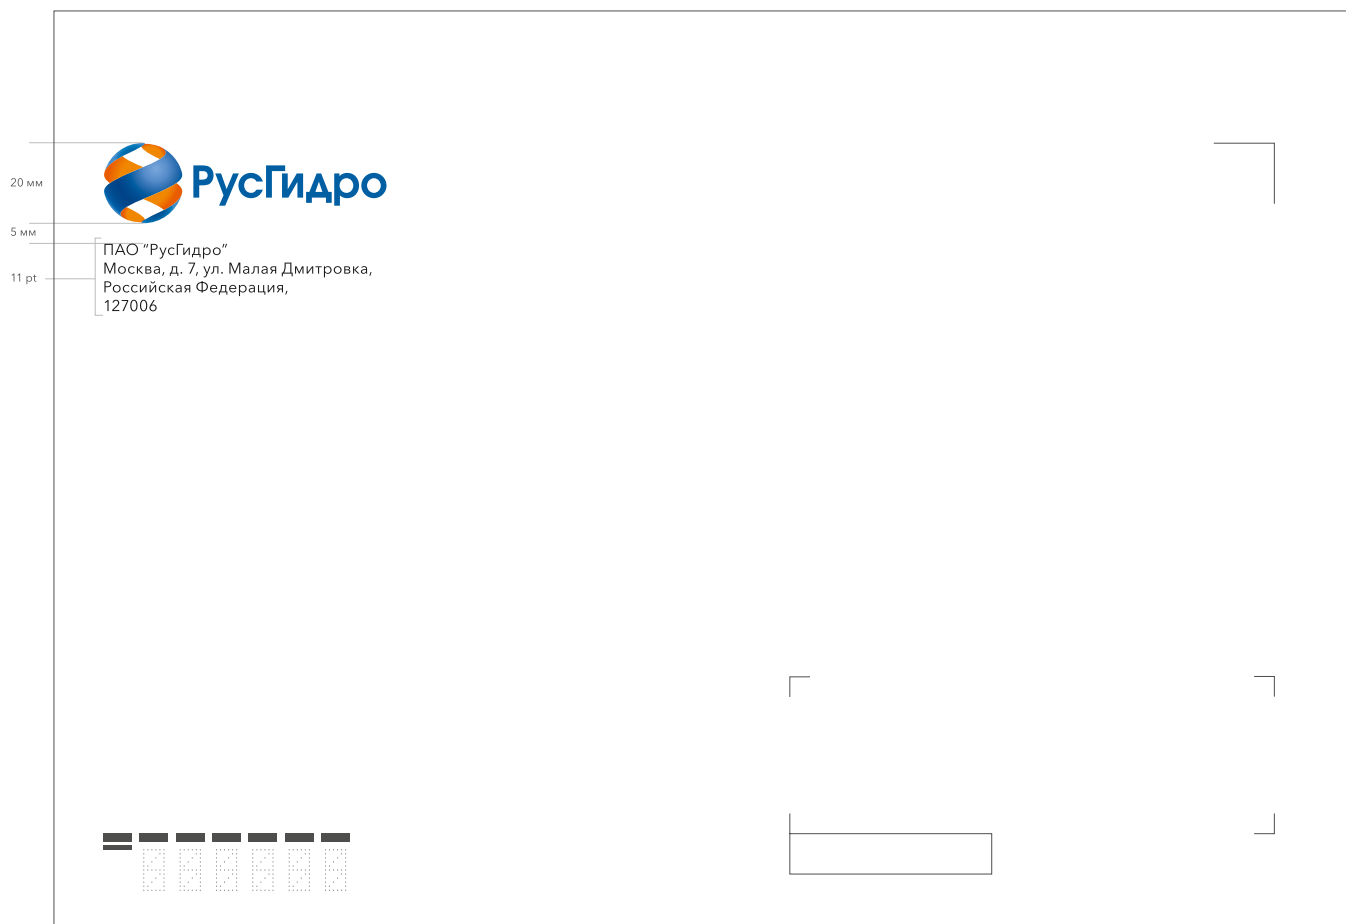 РусГидро
20 мм
5 мм
11 pt
ПАО “РусГидро”
Москва, д. 7, ул. Малая Дмитровка,
Российская Федерация,
127006